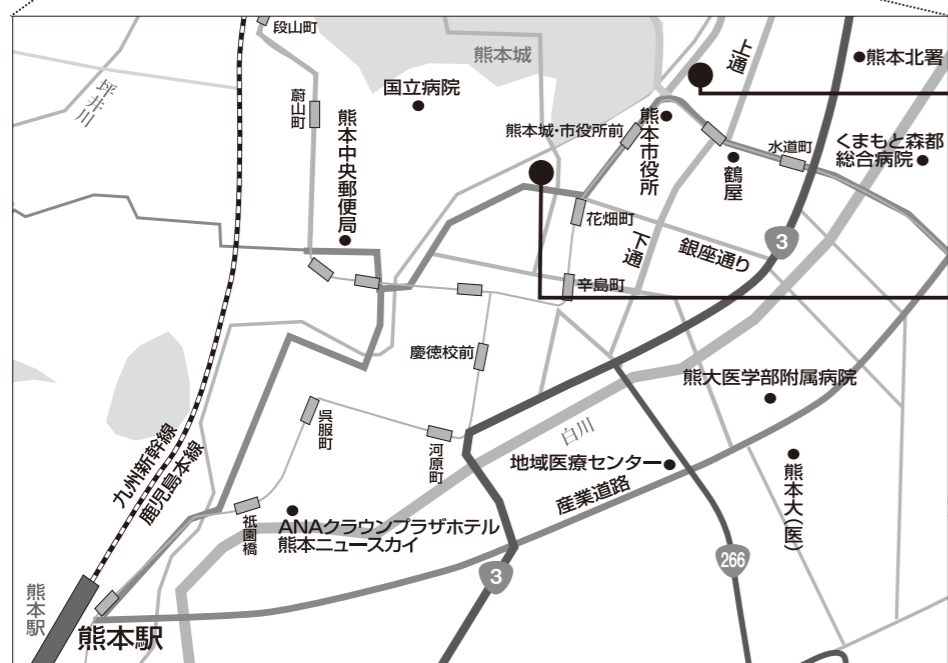 段山町
熊本城
上通
熊本北署
坪井川
国立病院
蔚山町
熊本中央郵便局
熊本城・市役所前
熊本市役所
水道町
くまもと森都
総合病院
鶴屋
花畑町
下通
銀座通り
3
辛島町
慶徳校前
熊大医学部附属病院
呉服町
河原町
白川
九州新幹線
鹿児島本線
地域医療センター
産業道路
熊本大(医)
祇園橋
ANAクラウンプラザホテル
熊本ニュースカイ
266
3
熊本駅
熊本駅